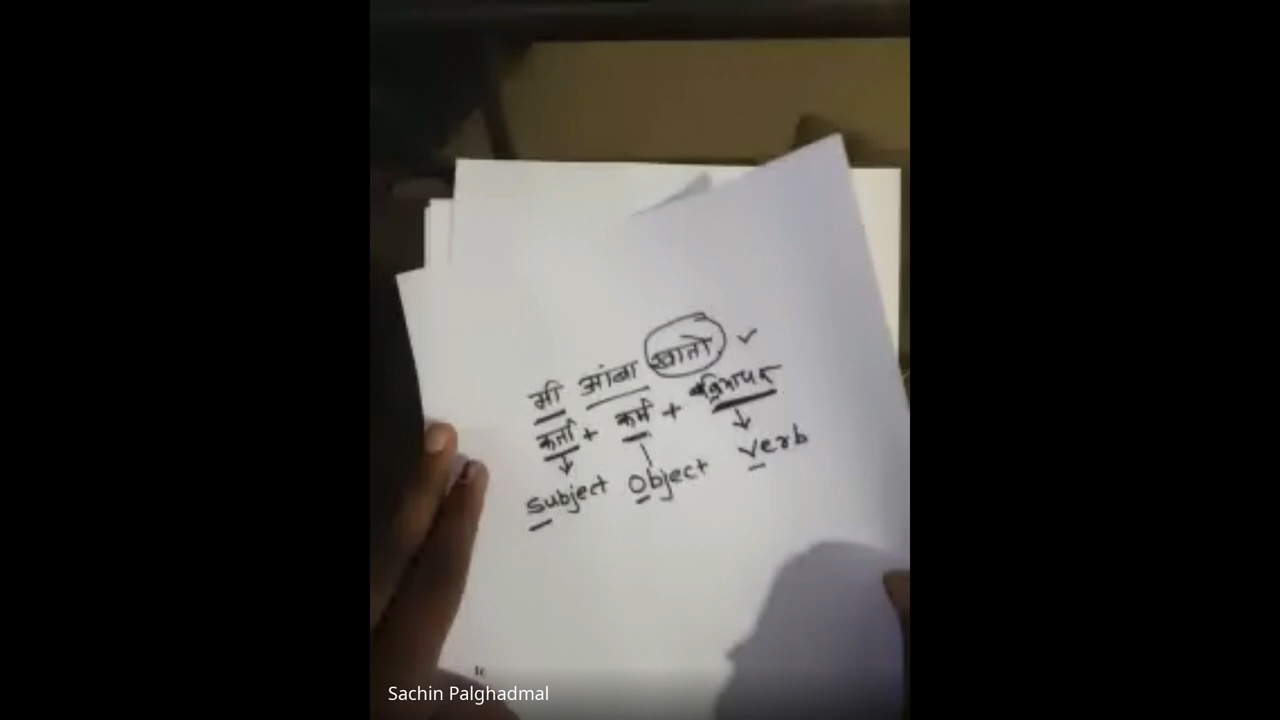 मी आंबा खातो ✓
कर्ता + कर्म + क्रियापद
↓ \ ↓
Subject Object Verb
Sachin Palghadmal